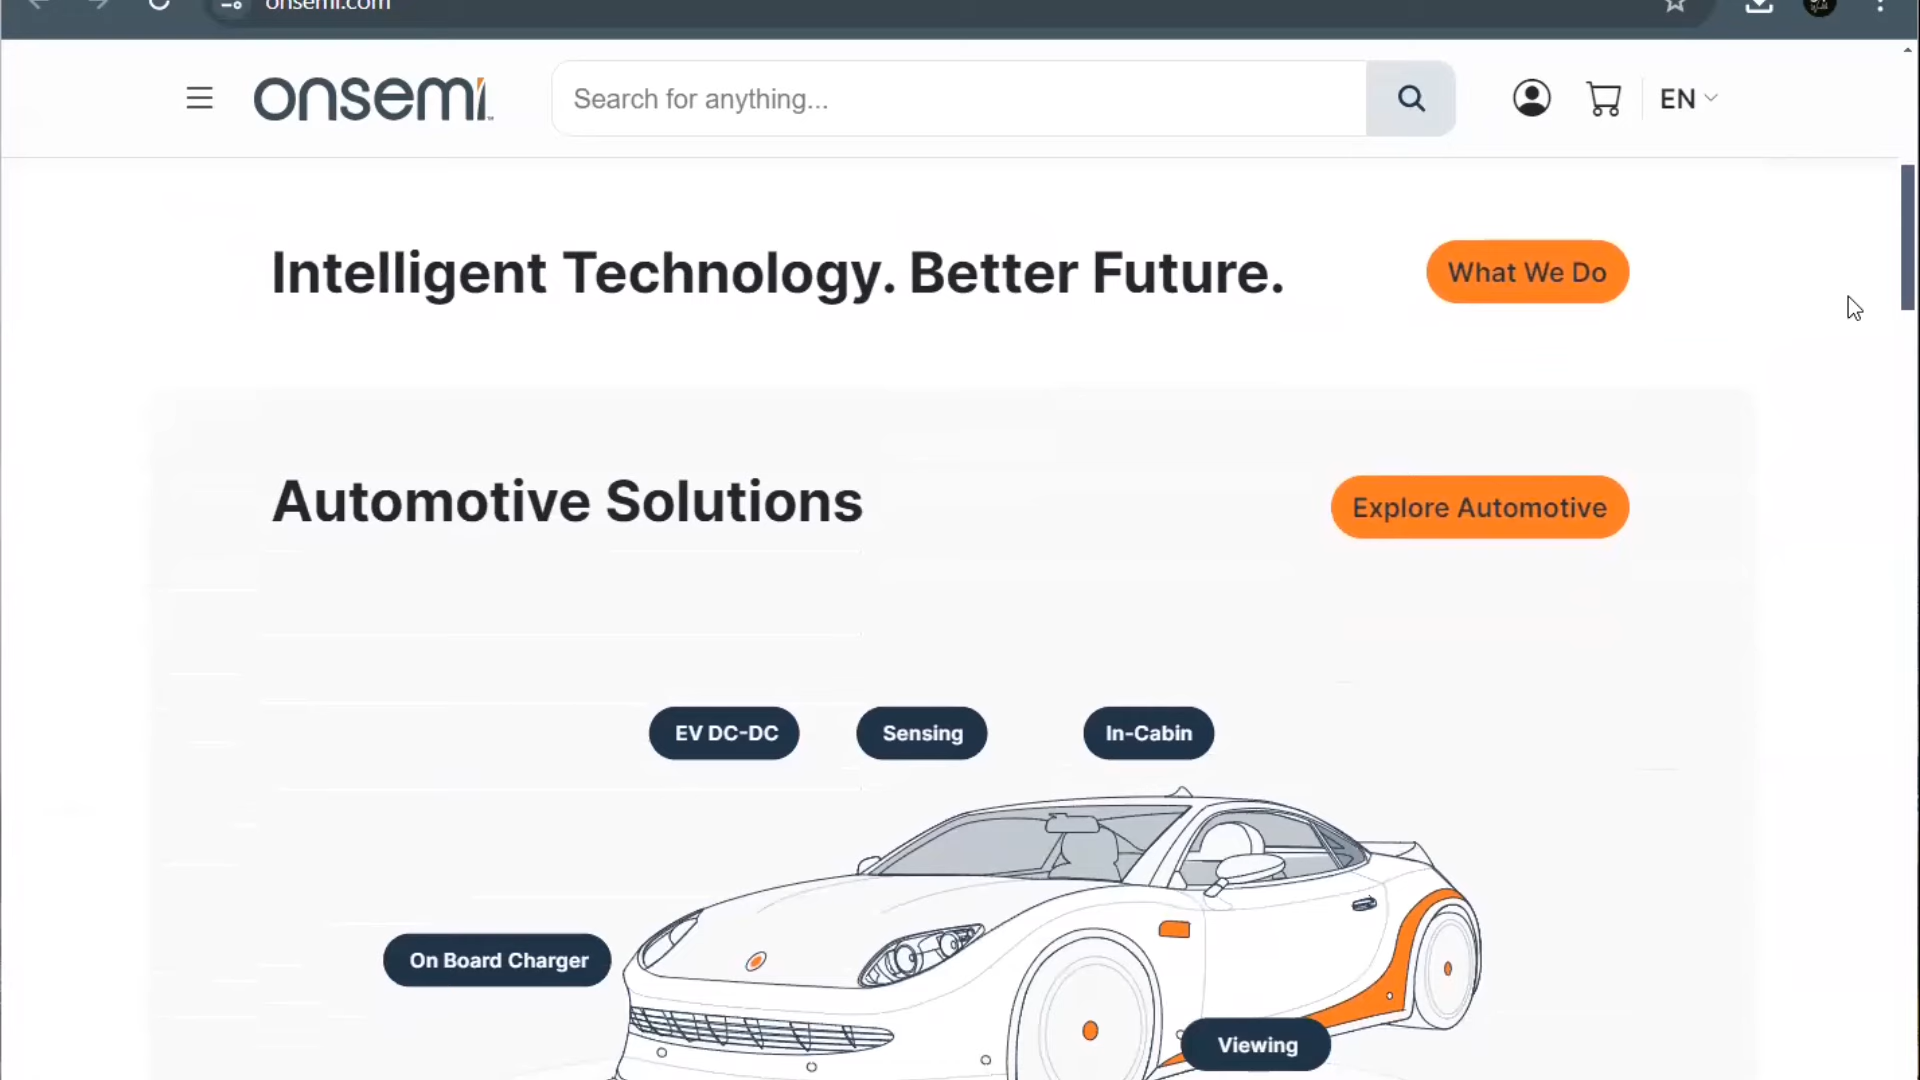 onsemi.com
onsemi
Search for anything...
EN
Intelligent Technology. Better Future.
What We Do
Automotive Solutions
Explore Automotive
EV DC-DC
Sensing
In-Cabin
On Board Charger
Viewing